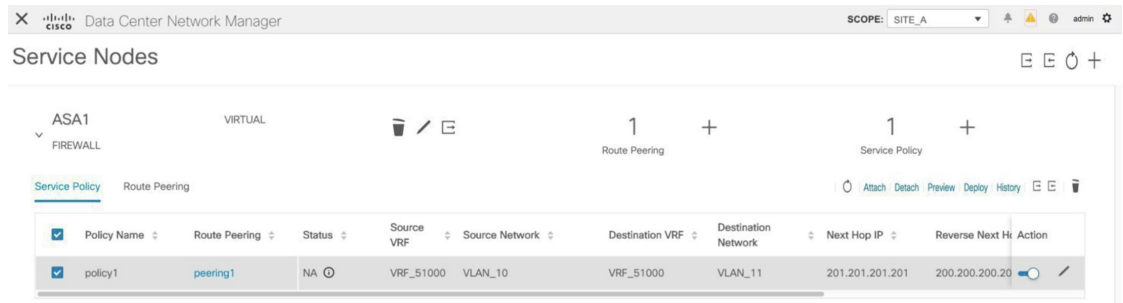 CISCO Data Center Network Manager SCOPE: SITE_A admin
Service Nodes
ASA1 VIRTUAL 1 1
FIREWALL Route Peering Service Policy
Service Policy Route Peering Attach Detach Preview Deploy History
Policy Name Route Peering Status Source VRF Source Network Destination VRF Destination Network Next Hop IP Reverse Next Action
policy1 peering1 NA VRF_51000 VLAN_10 VRF_51000 VLAN_11 201.201.201.201 200.200.200.20